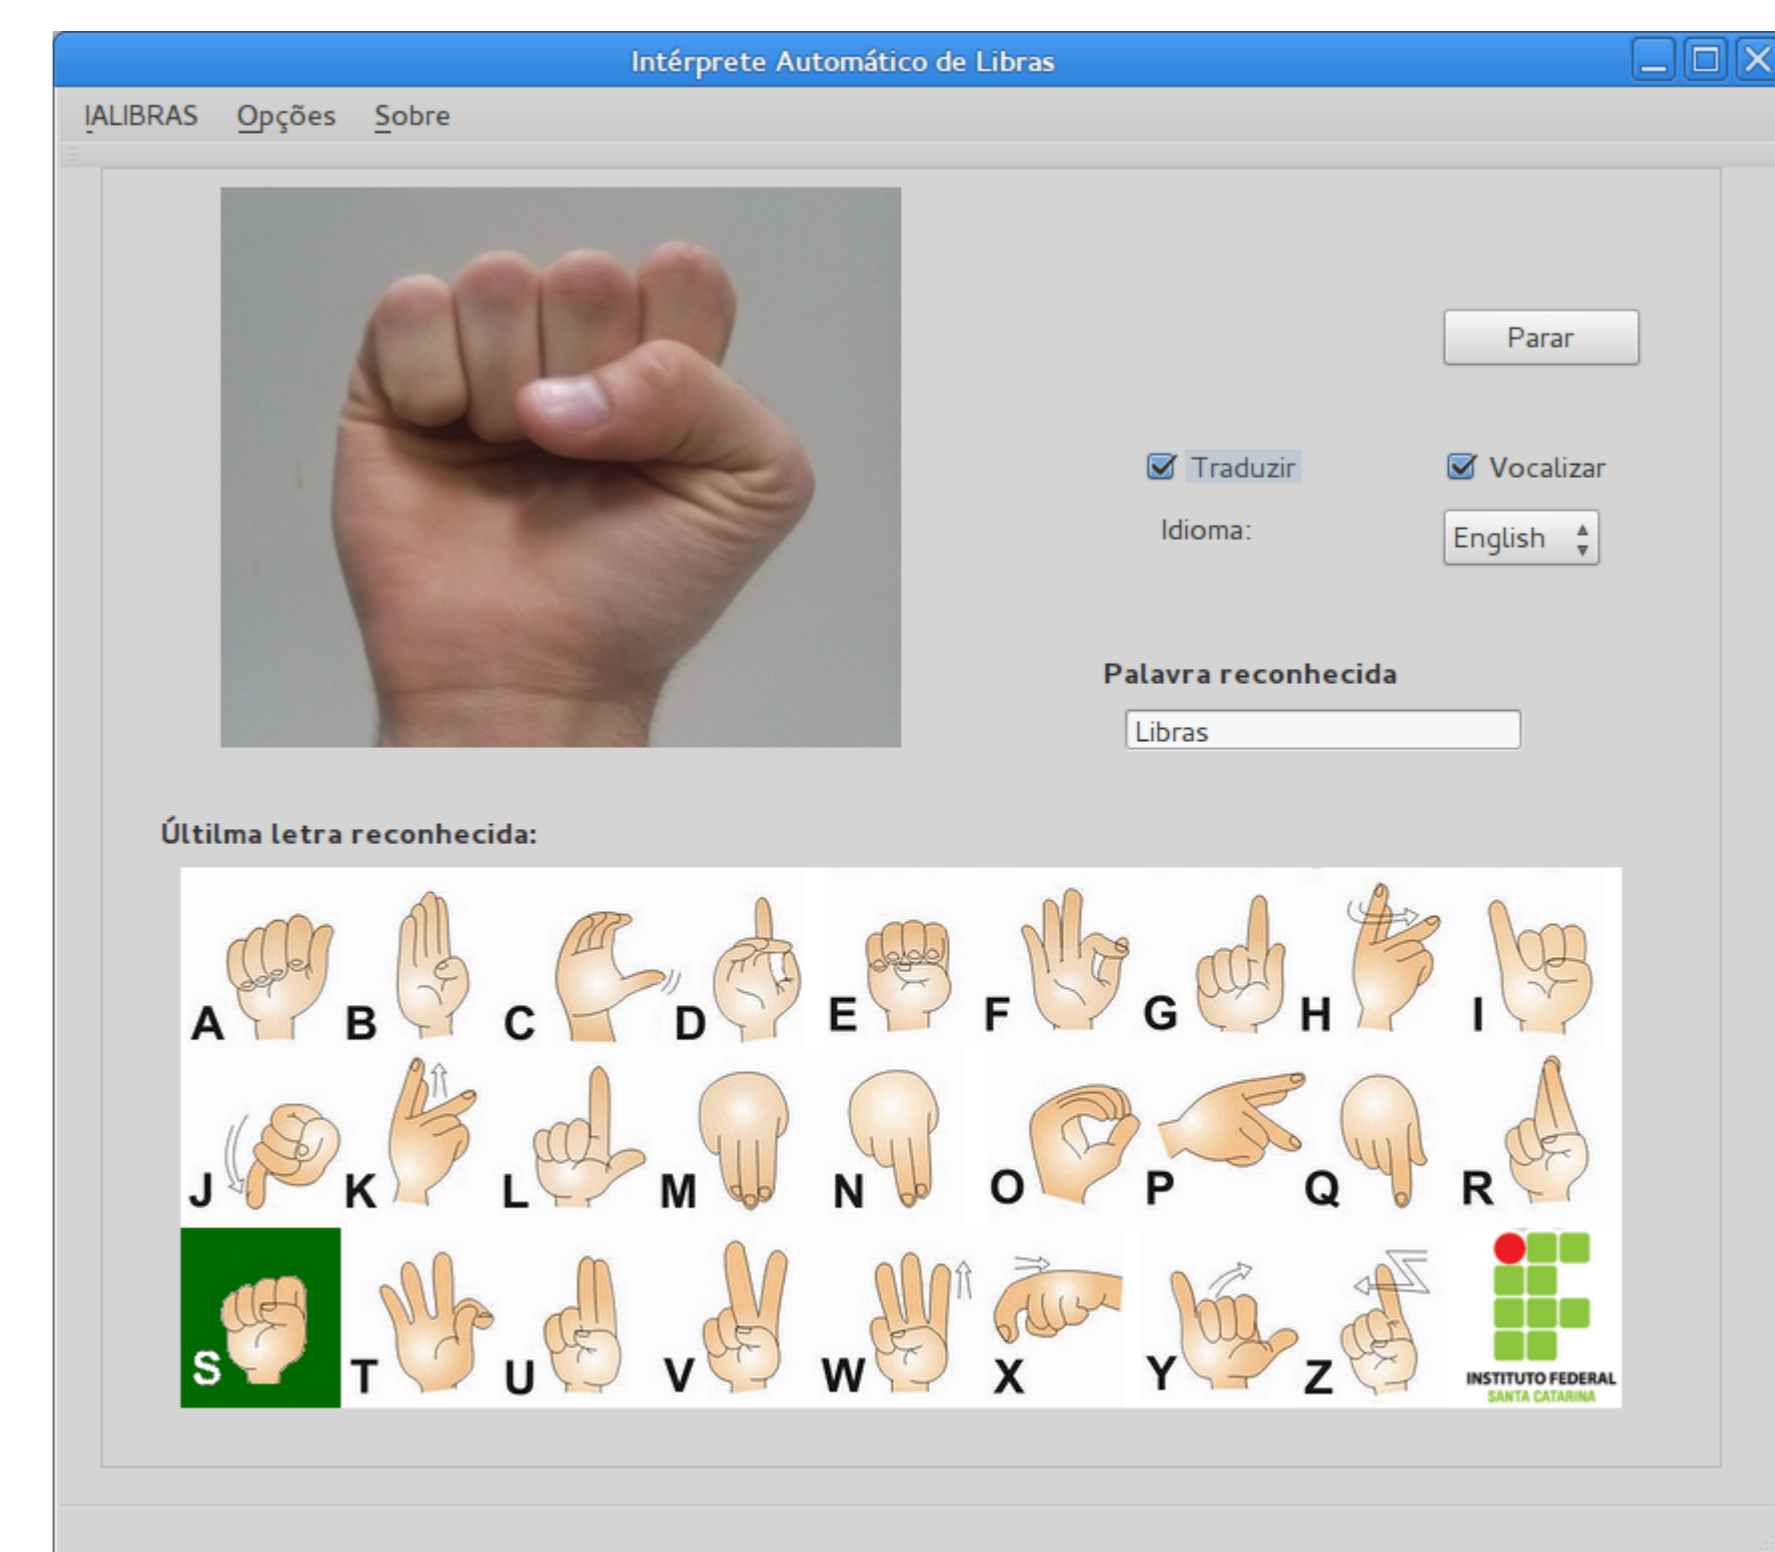 Intérprete Automático de Libras
IALIBRAS Opções Sobre
Parar
Traduzir Vocalizar
Idioma: English
Palavra reconhecida
Libras
Últilma letra reconhecida:
A B C D E F G H I
J K L M N O P Q R
S T U V W X Y Z
INSTITUTO FEDERAL
SANTA CATARINA